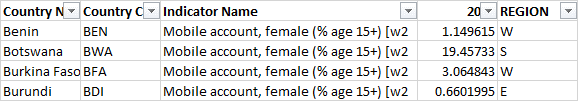 Country N Country C Indicator Name 20 REGION
Benin BEN Mobile account, female (% age 15+) [w2 1.149615 W
Botswana BWA Mobile account, female (% age 15+) [w2 19.45733 S
Burkina Faso BFA Mobile account, female (% age 15+) [w2 3.064843 W
Burundi BDI Mobile account, female (% age 15+) [w2 0.6601995 E